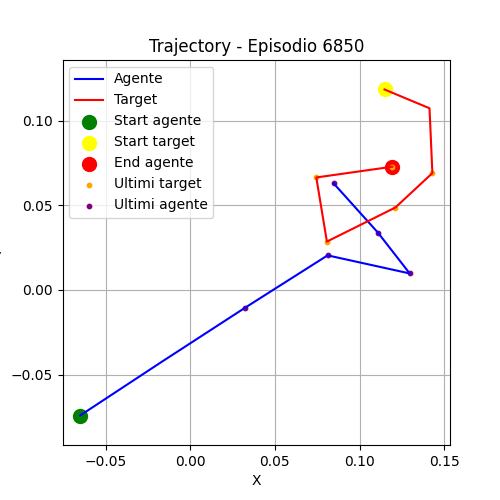 Trajectory - Episodio 6850
Agente
Target
Start agente
Start target
End agente
Ultimi target
Ultimi agente
0.10
0.05
0.00
−0.05
−0.05
0.00
0.05
0.10
0.15
X